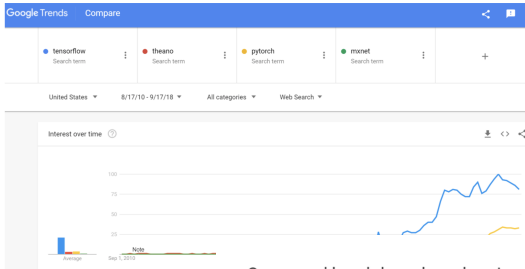 Google Trends Compare
tensorflow
Search term
theano
Search term
pytorch
Search term
mxnet
Search term
+
United States 8/17/10 - 9/17/18 All categories Web Search
Interest over time
100
75
50
25
Note
Average
Sep 1, 2010